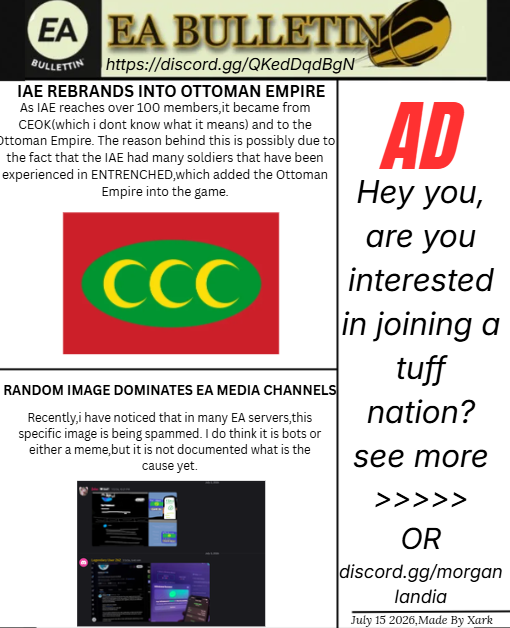 EA
BULLETTIN
EA BULLETIN
https://discord.gg/QKedDqdBgN
IAE REBRANDS INTO OTTOMAN EMPIRE
As IAE reaches over 100 members,it became from
CEOK(which i dont know what it means) and to the
Ottoman Empire. The reason behind this is possibly due to
the fact that the IAE had many soldiers that have been
experienced in ENTRENCHED,which added the Ottoman
Empire into the game.
RANDOM IMAGE DOMINATES EA MEDIA CHANNELS
Recently,i have noticed that in many EA servers,this
specific image is being spammed. I do think it is bots or
either a meme,but it is not documented what is the
cause yet.
AD
Hey you,
are you
interested
in joining a
tuff
nation?
see more
>>>>>
OR
discord.gg/morgan
landia
July 15 2026,Made By Xark